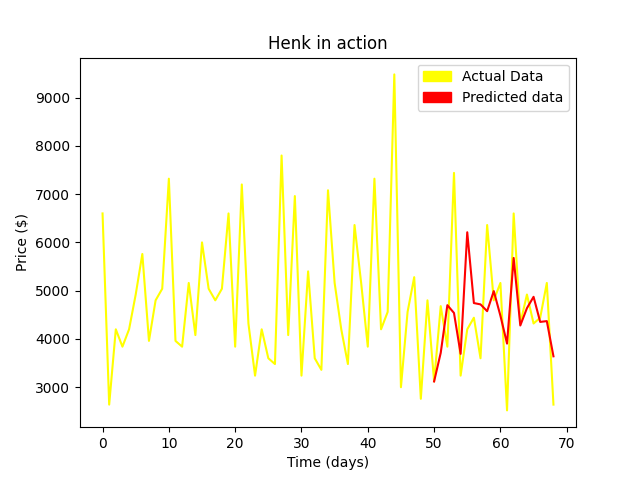 Henk in action
Actual Data
Predicted data
Price ($)
9000
8000
7000
6000
5000
4000
3000
0 10 20 30 40 50 60 70
Time (days)